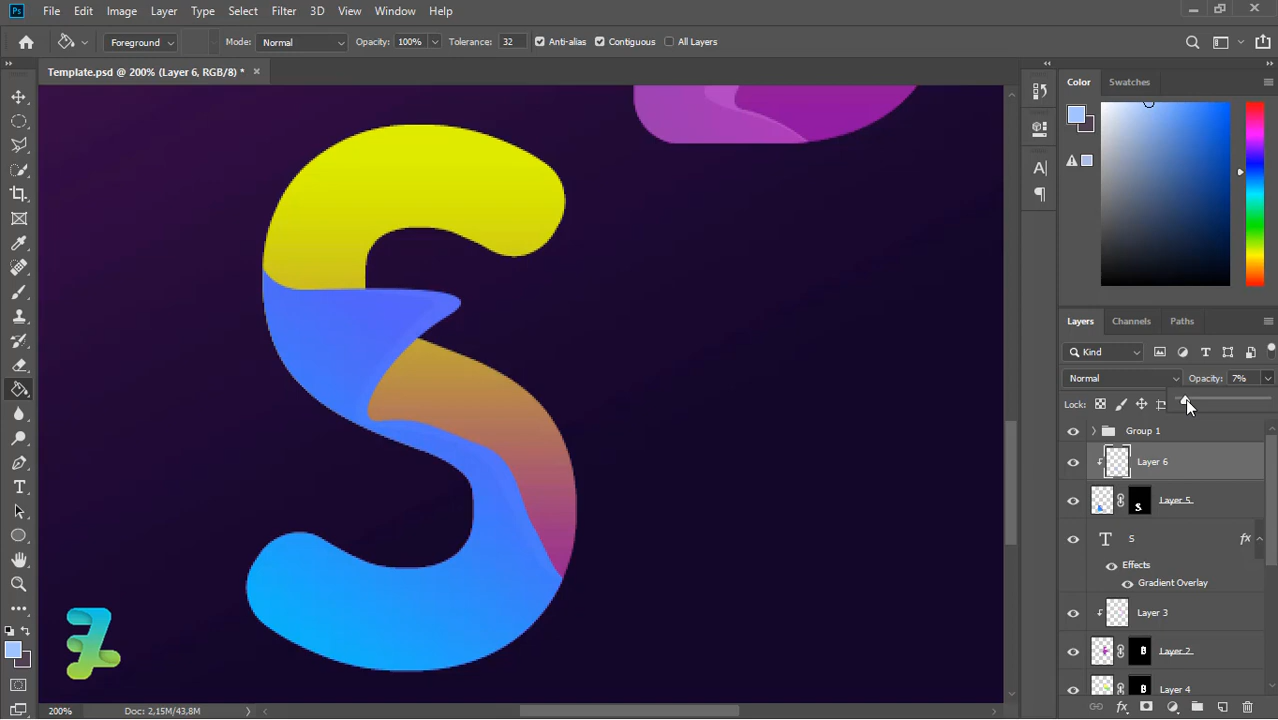 Ps File Edit Image Layer Type Select Filter 3D View Window Help
Foreground Mode: Normal Opacity: 100% Tolerance: 32 Anti-alias Contiguous All Layers
Template.psd @ 200% (Layer 6, RGB/8) *
Color Swatches
S
Layers Channels Paths
Kind
Normal Opacity: 7%
Lock:
Group 1
Layer 6
Layer 5
S fx
Effects
Gradient Overlay
Layer 3
Layer 2
Layer 4
200% Doc: 2,15M/43,8M